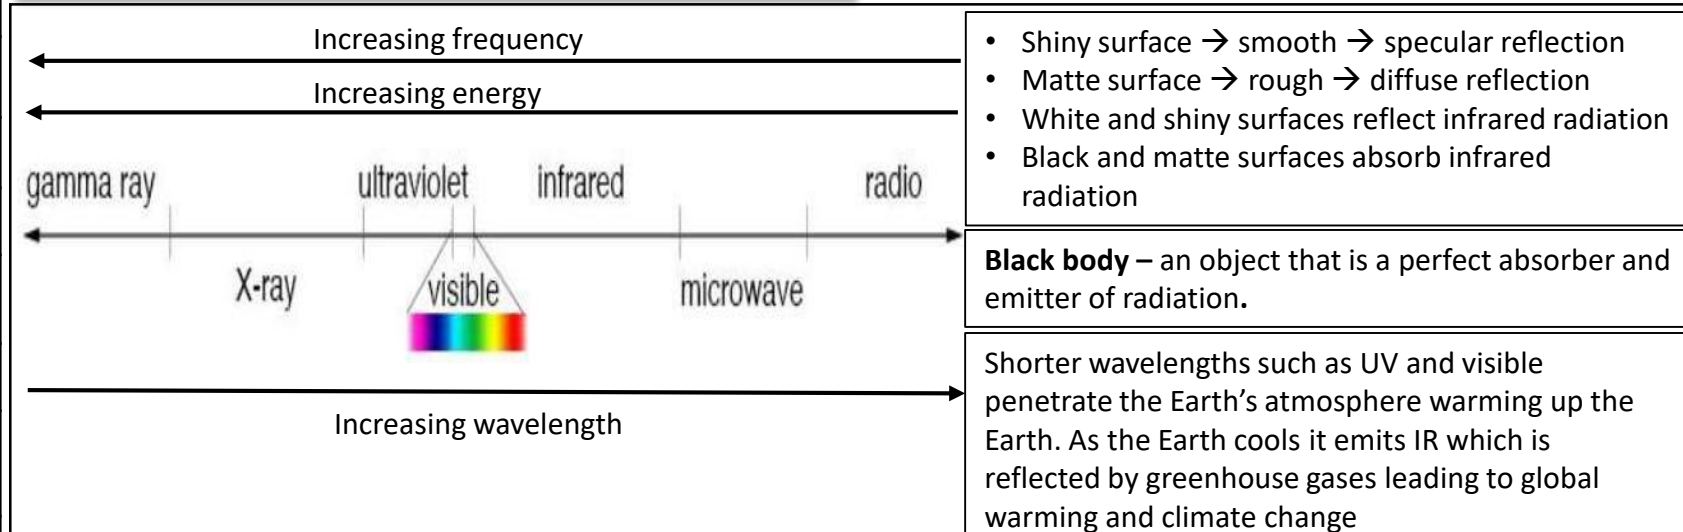 Increasing frequency
Increasing energy
gamma ray ultraviolet infrared radio
X-ray visible microwave
Increasing wavelength
• Shiny surface → smooth → specular reflection
• Matte surface → rough → diffuse reflection
• White and shiny surfaces reflect infrared radiation
• Black and matte surfaces absorb infrared
radiation
Black body – an object that is a perfect absorber and
emitter of radiation.
Shorter wavelengths such as UV and visible
penetrate the Earth's atmosphere warming up the
Earth. As the Earth cools it emits IR which is
reflected by greenhouse gases leading to global
warming and climate change